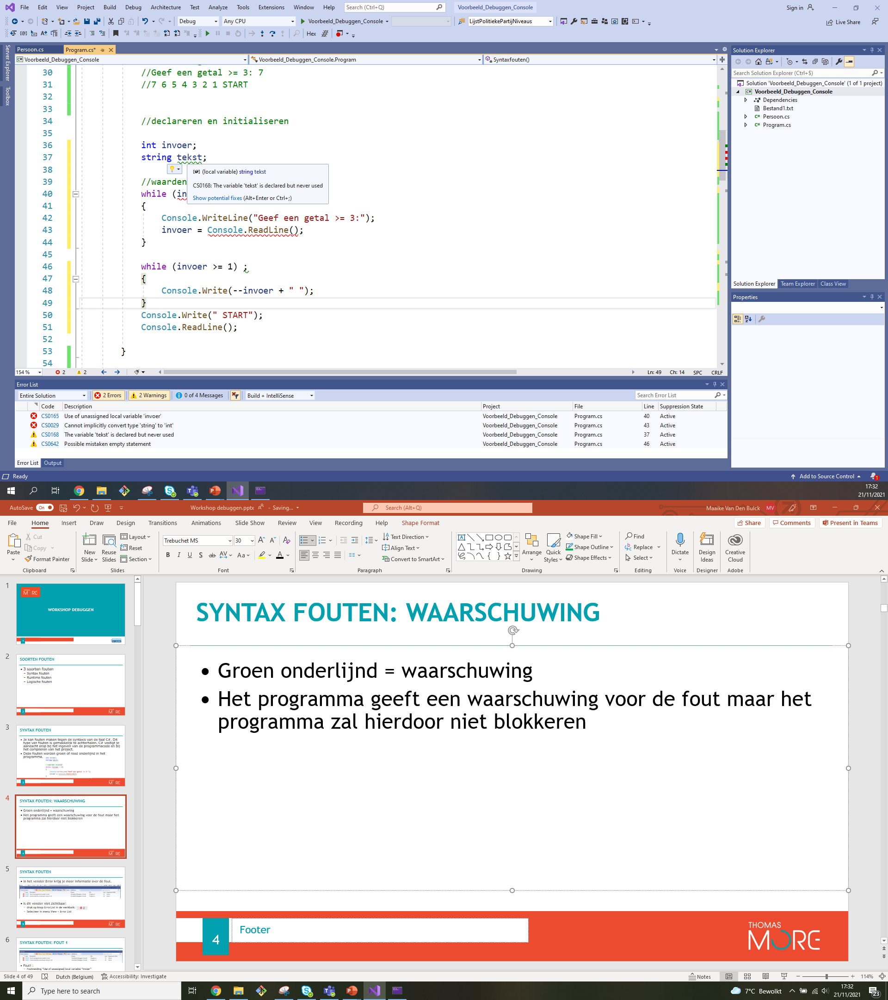 File Edit View Project Build Debug Architecture Test Analyze Tools Extensions Window Help Search (Ctrl+Q) Voorbeeld_Debuggen_Console Sign in
Debug Any CPU Voorbeeld_Debuggen_Console LijstPolitiekePartijNiveaus Live Share
Hex
Server Explorer
Toolbox
Persoon.cs Program.cs*
Voorbeeld_Debuggen_Console Voorbeeld_Debuggen_Console.Program Syntaxfouten()
30 //Geef een getal >= 3: 7
31 //7 6 5 4 3 2 1 START
32
33
34 //declareren en initialiseren
35
36 int invoer;
37 string tekst;
38
(local variable) string tekst
CS0168: The variable 'tekst' is declared but never used
Show potential fixes (Alt+Enter or Ctrl+;)
39 //waarden
40 while (in
41 {
42 Console.WriteLine("Geef een getal >= 3:");
43 invoer = Console.ReadLine();
44 }
45
46 while (invoer >= 1) ;
47 {
48 Console.Write(--invoer + " ");
49 }
50 Console.Write(" START");
51 Console.ReadLine();
52
53 }
54
154 % 2 2 Ln: 49 Ch: 14 SPC CRLF
Error List
Entire Solution 2 Errors 2 Warnings 0 of 4 Messages Build + IntelliSense Search Error List
Code Description Project File Line Suppression State
CS0165 Use of unassigned local variable 'invoer' Voorbeeld_Debuggen_Console Program.cs 40 Active
CS0029 Cannot implicitly convert type 'string' to 'int' Voorbeeld_Debuggen_Console Program.cs 43 Active
CS0168 The variable 'tekst' is declared but never used Voorbeeld_Debuggen_Console Program.cs 37 Active
CS0642 Possible mistaken empty statement Voorbeeld_Debuggen_Console Program.cs 46 Active
Error List Output
Solution Explorer
Search Solution Explorer (Ctrl+$)
Solution 'Voorbeeld_Debuggen_Console' (1 of 1 project)
Voorbeeld_Debuggen_Console
Dependencies
Bestand1.txt
Persoon.cs
Program.cs
Solution Explorer Team Explorer Class View
Properties
Ready Add to Source Control 1
17:32
21/11/2021
AutoSave On Workshop debuggen.pptx - Saving... Search (Alt+Q) Maaike Van Den Bulck MV
File Home Insert Draw Design Transitions Animations Slide Show Review View Recording Help Shape Format Share Comments Present in Teams
Paste Cut Copy Format Painter Clipboard
New Slide Reuse Slides Layout Reset Section Slides
Trebuchet MS 30 Font
Text Direction Align Text Convert to SmartArt Paragraph
Arrange Quick Styles Shape Fill Shape Outline Shape Effects Drawing
Find Replace Select Editing
Dictate Voice
Design Ideas Designer
Creative Cloud Adobe
1
THOMAS MORE
WORKSHOP DEBUGGEN
2
SOORTEN FOUTEN
• 3 soorten fouten
– Syntax fouten
– Runtime fouten
– Logische fouten
3
SYNTAX FOUTEN
• Je kan fouten maken tegen de syntaxis van de taal C#. Dit
type van fouten is gemakkelijk te achterhalen. C# vestigt je
aandacht erop bij het ingeven van de programmacode en bij
het compileren van het project.
• Deze fouten worden groen of rood onderlijnd in het
programma.
4
SYNTAX FOUTEN: WAARSCHUWING
• Groen onderlijnd = waarschuwing
• Het programma geeft een waarschuwing voor de fout maar het
programma zal hierdoor niet blokkeren
5
SYNTAX FOUTEN
• In het venster Error krijg je meer informatie over de fout.
• Is dit venster niet zichtbaar:
– druk op knop ErrorList in de werkbalk: 2
– Selecteer in menu View > Error List
6
SYNTAX FOUTEN: FOUT 1
• Fout1 :
– Foutmelding "Use of unassigned local variable "invoer"
SYNTAX FOUTEN: WAARSCHUWING
• Groen onderlijnd = waarschuwing
• Het programma geeft een waarschuwing voor de fout maar het
programma zal hierdoor niet blokkeren
4 Footer
THOMAS
MORE
Slide 4 of 49 Dutch (Belgium) Accessibility: Investigate Notes 114%
Type here to search 7°C Bewolkt 17:32
21/11/2021 23